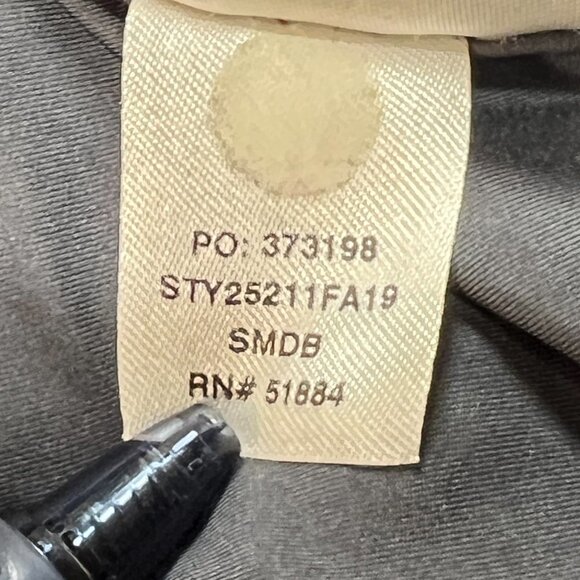 PO: 373198
STY25211FA19
SMDB
RN# 51884